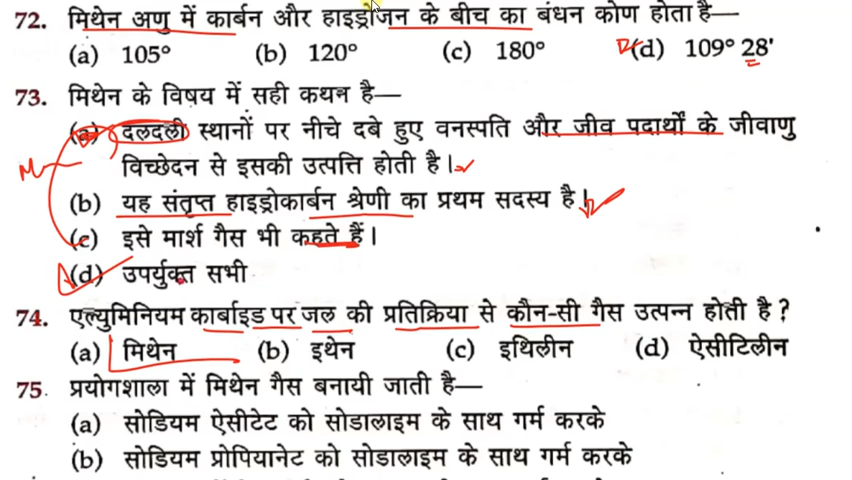 72. मिथेन अणु में कार्बन और हाइड्रोजन के बीच का बंधन कोण होता है—
(a) 105° (b) 120° (c) 180° (d) 109° 28'
73. मिथेन के विषय में सही कथन है—
(a) दलदली स्थानों पर नीचे दबे हुए वनस्पति और जीव पदार्थों के जीवाणु
विच्छेदन से इसकी उत्पत्ति होती है।
(b) यह संतृप्त हाइड्रोकार्बन श्रेणी का प्रथम सदस्य है।
(c) इसे मार्श गैस भी कहते हैं।
(d) उपर्युक्त सभी
74. एल्युमिनियम कार्बाइड पर जल की प्रतिक्रिया से कौन-सी गैस उत्पन्न होती है ?
(a) मिथेन (b) इथेन (c) इथिलीन (d) ऐसीटिलीन
75. प्रयोगशाला में मिथेन गैस बनायी जाती है—
(a) सोडियम ऐसीटेट को सोडालाइम के साथ गर्म करके
(b) सोडियम प्रोपियानेट को सोडालाइम के साथ गर्म करके